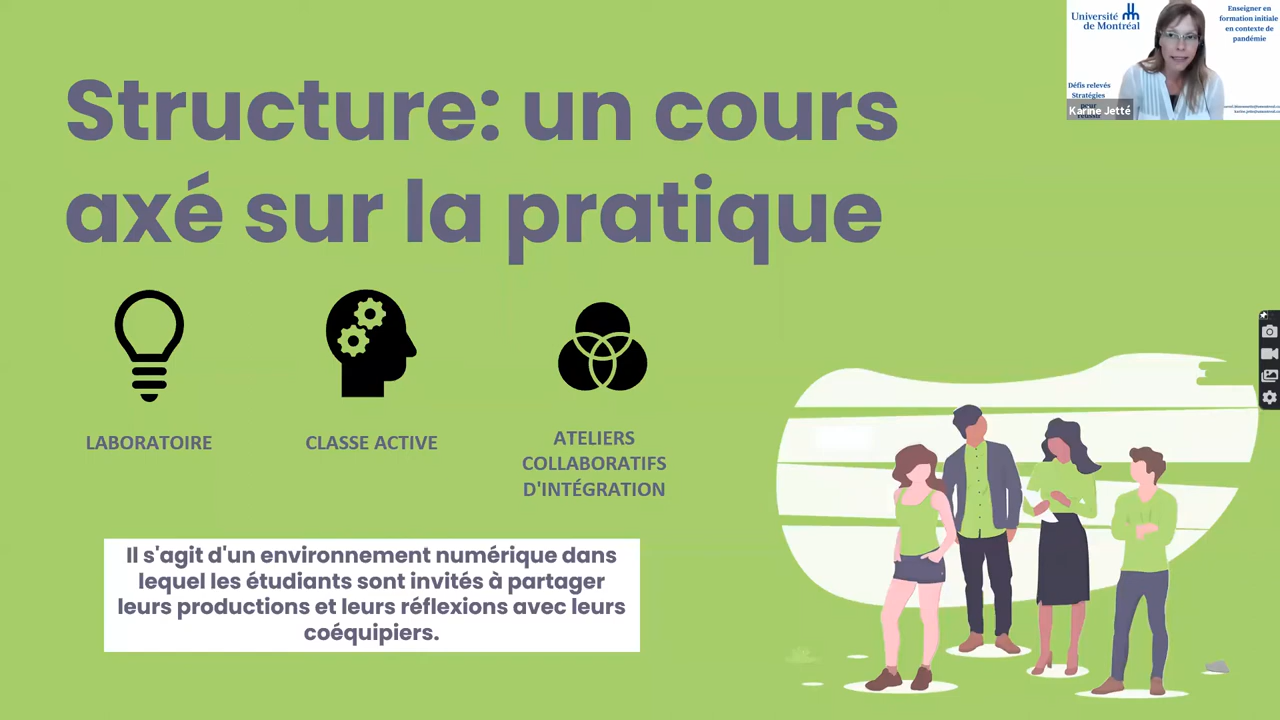 Structure: un cours
axé sur la pratique
LABORATOIRE
CLASSE ACTIVE
ATELIERS
COLLABORATIFS
D'INTÉGRATION
Il s'agit d'un environnement numérique dans
lequel les étudiants sont invités à partager
leurs productions et leurs réflexions avec leurs
coéquipiers.
Université
de Montréal
Enseigner en
formation initiale
en contexte de
pandémie
Défis relevés
Stratégies
pour
réussir
Karine Jetté